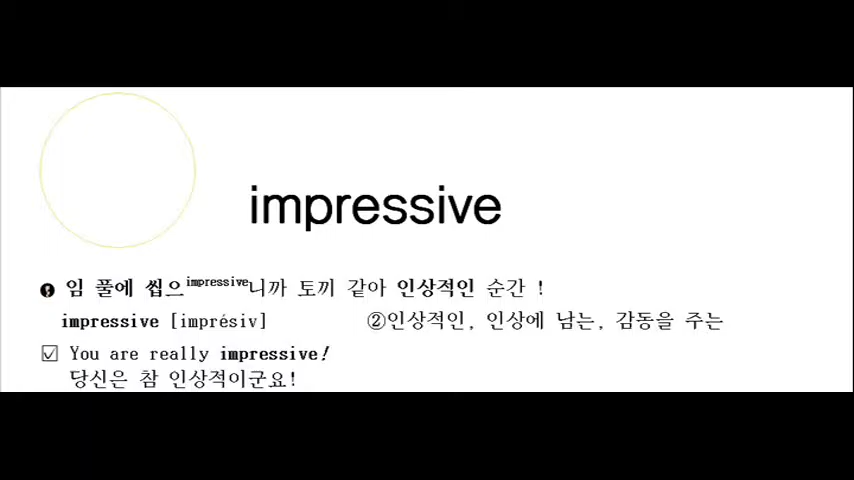 impressive
임 풀에 씹으impressive니까 토끼 같아 인상적인 순간 !
impressive [imprésiv] ②인상적인, 인상에 남는, 감동을 주는
☑ You are really impressive!
당신은 참 인상적이군요!